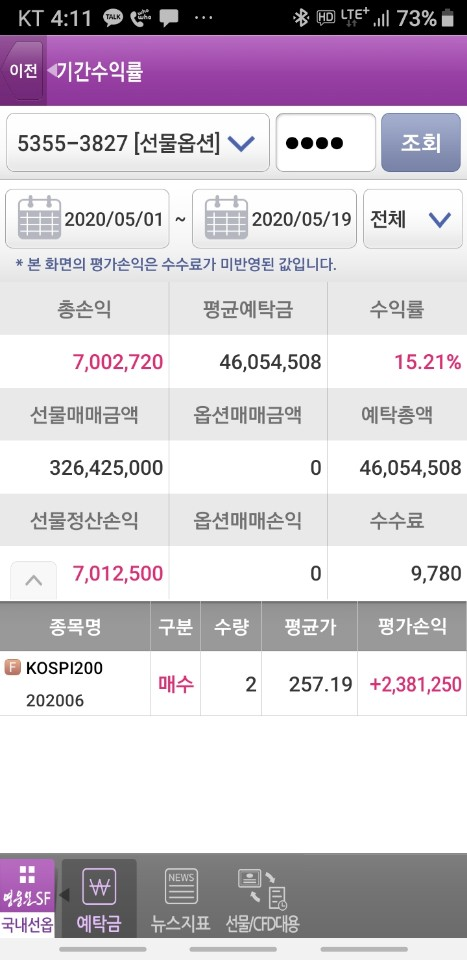 KT 4:11 TALK who who ··· HD LTE+ 73%
이전 기간수익률
5355-3827 [선물옵션] ●●●● 조회
2020/05/01 ~ 2020/05/19 전체
* 본 화면의 평가손익은 수수료가 미반영된 값입니다.
총손익 평균예탁금 수익률
7,002,720 46,054,508 15.21%
선물매매금액 옵션매매금액 예탁총액
326,425,000 0 46,054,508
선물정산손익 옵션매매손익 수수료
7,012,500 0 9,780
종목명 구분 수량 평균가 평가손익
F KOSPI200 매수 2 257.19 +2,381,250
202006
영웅문SF W NEWS
국내선옵 예탁금 뉴스지표 선물/CFD대용